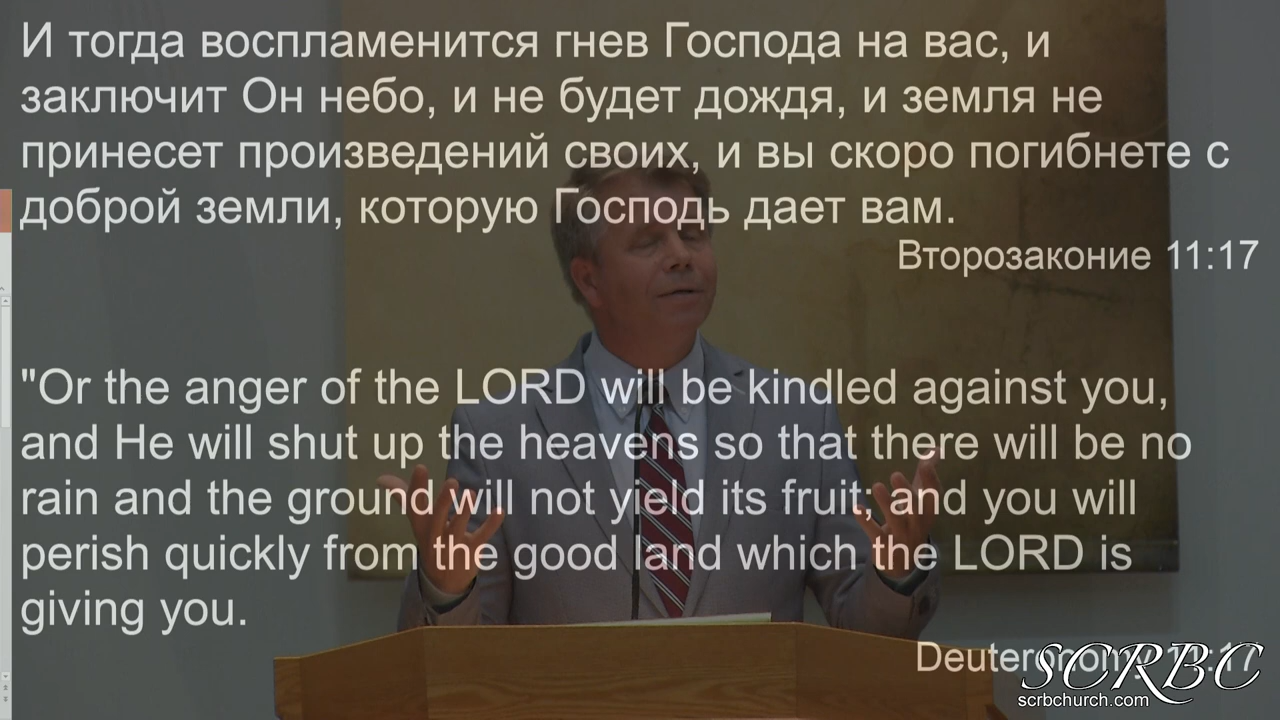 И тогда воспламенится гнев Господа на вас, и
заключит Он небо, и не будет дождя, и земля не
принесет произведений своих, и вы скоро погибнете с
доброй земли, которую Господь дает вам.
Второзаконие 11:17
"Or the anger of the LORD will be kindled against you,
and He will shut up the heavens so that there will be no
rain and the ground will not yield its fruit; and you will
perish quickly from the good land which the LORD is
giving you.
Deuteronomy 11:17
SCRBC
scrbchurch.com